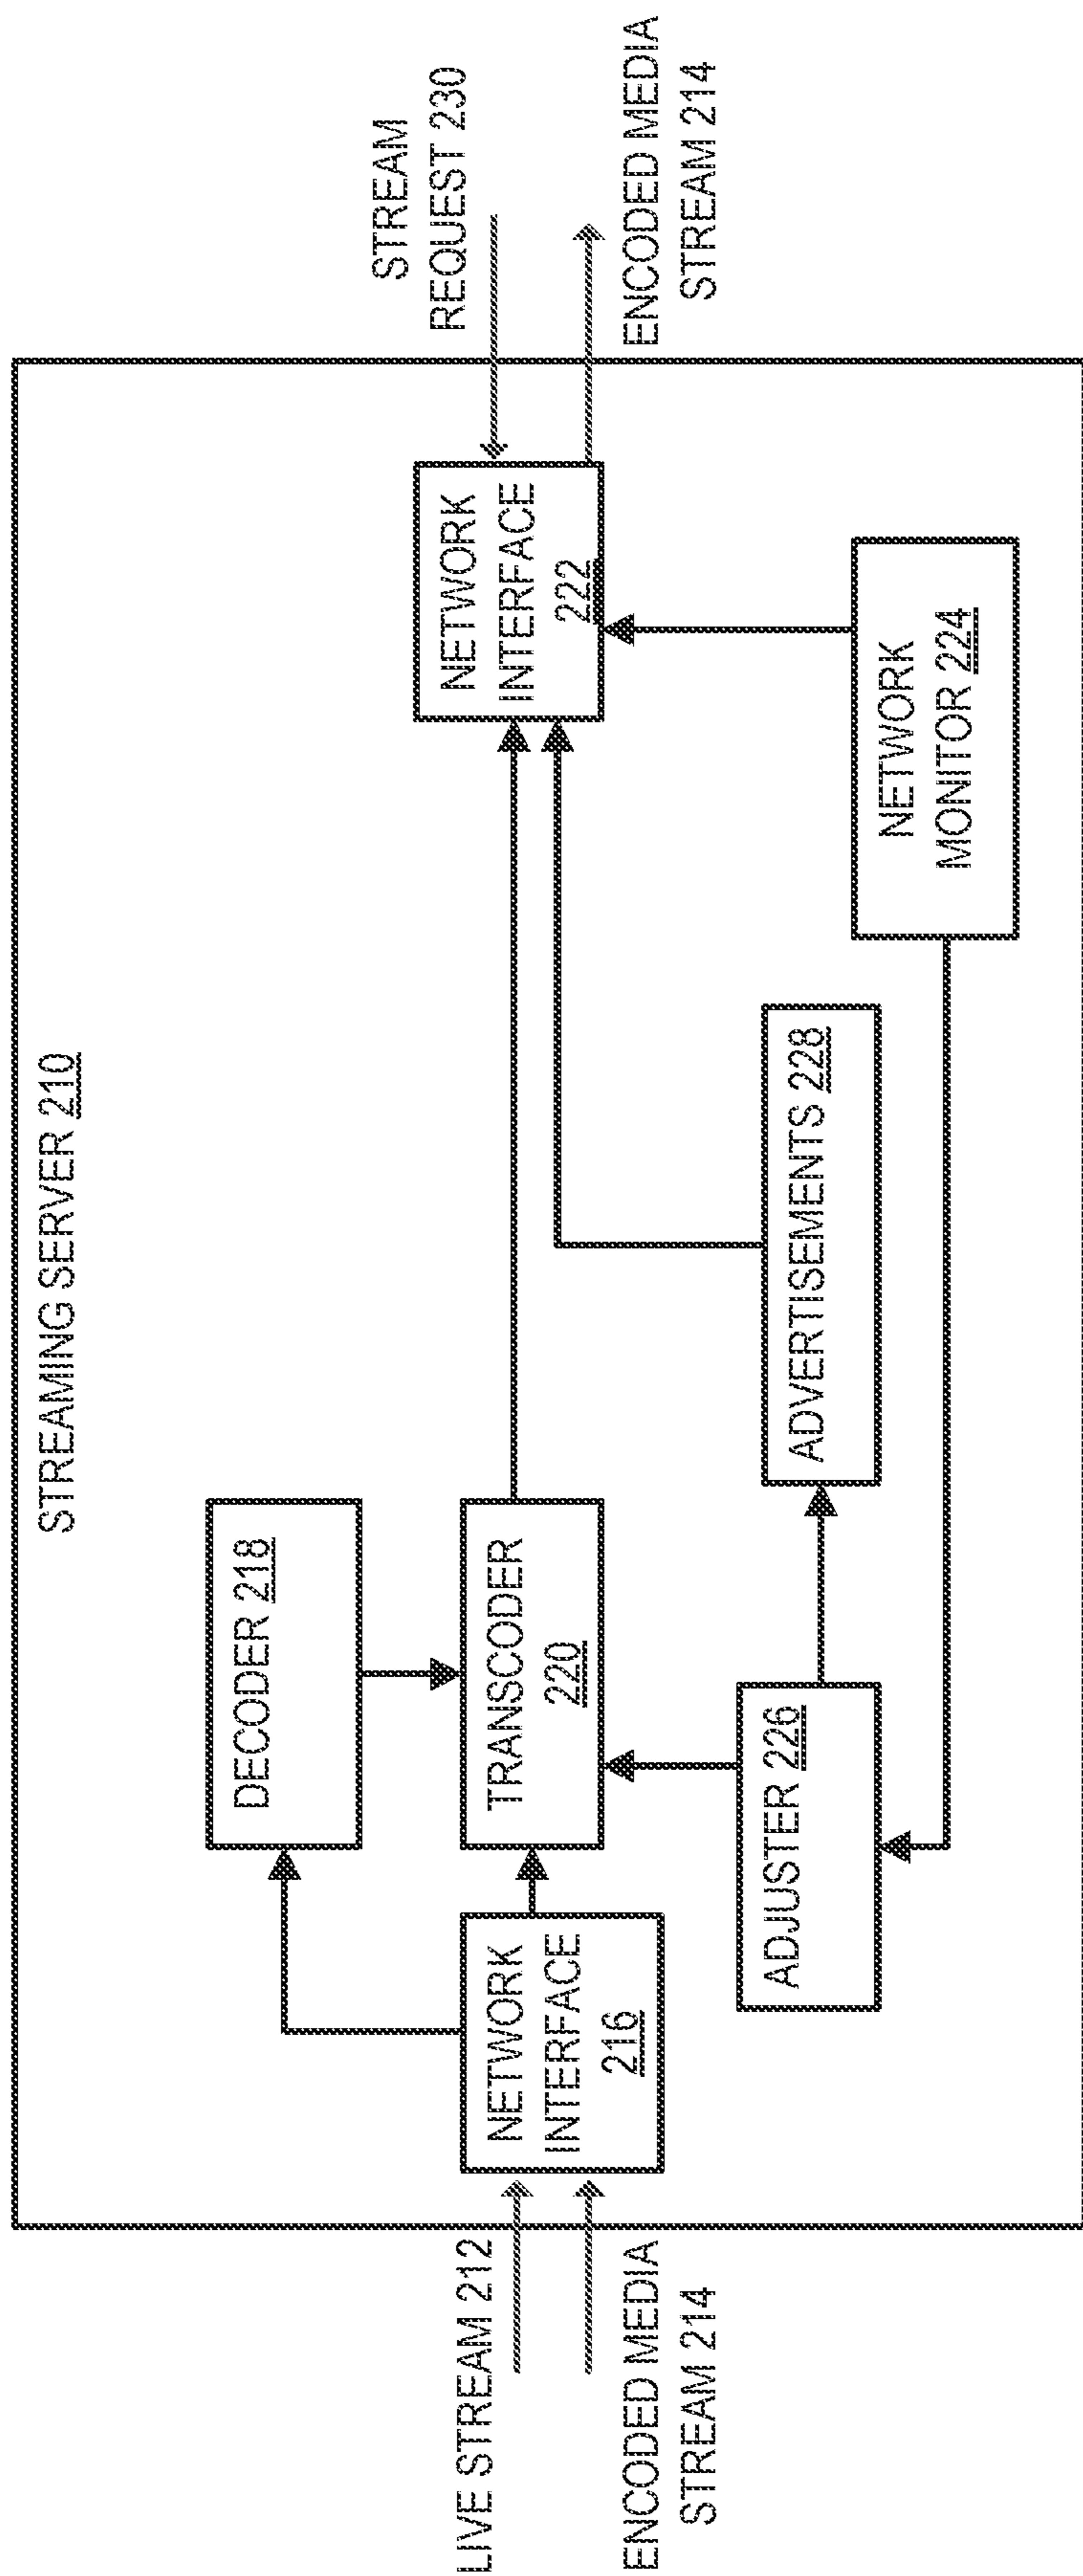 STREAMING SERVER 210
DECODER 218
LIVE STREAM 212
ENCODED MEDIA
STREAM 214
NETWORK
INTERFACE
216
TRANSCODER
220
NETWORK
INTERFACE
222
STREAM
REQUEST 230
ENCODED MEDIA
STREAM 214
ADJUSTER 226
ADVERTISEMENTS 228
NETWORK
MONITOR 224